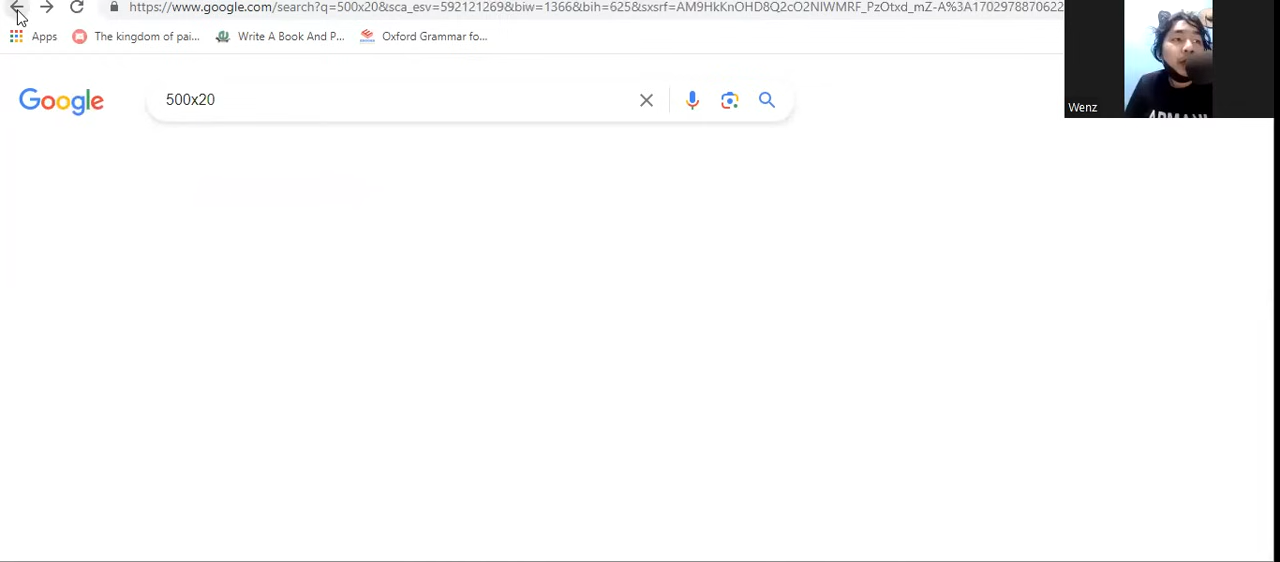 https://www.google.com/search?q=500x20&sca_esv=592121269&biw=1366&bih=625&sxsrf=AM9HkKnOHD8Q2cO2NIWMRF_PzOtxd_mZ-A%3A1702978870622
Apps The kingdom of pai... Write A Book And P... Oxford Grammar fo...
Google 500x20
Wenz